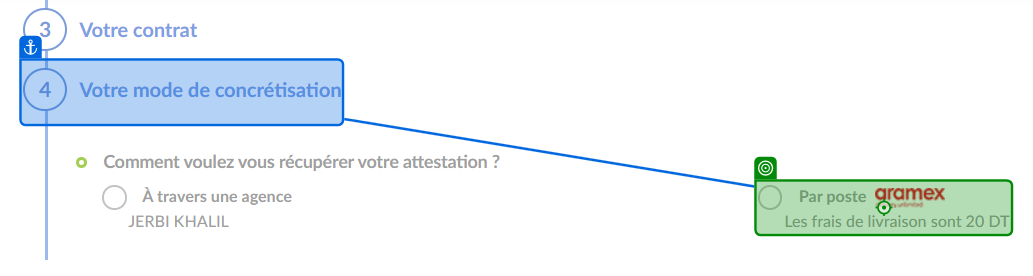 3 Votre contrat
4 Votre mode de concrétisation
Comment voulez vous récupérer votre attestation ?
À travers une agence
JERBI KHALIL
Par poste aramex
Les frais de livraison sont 20 DT